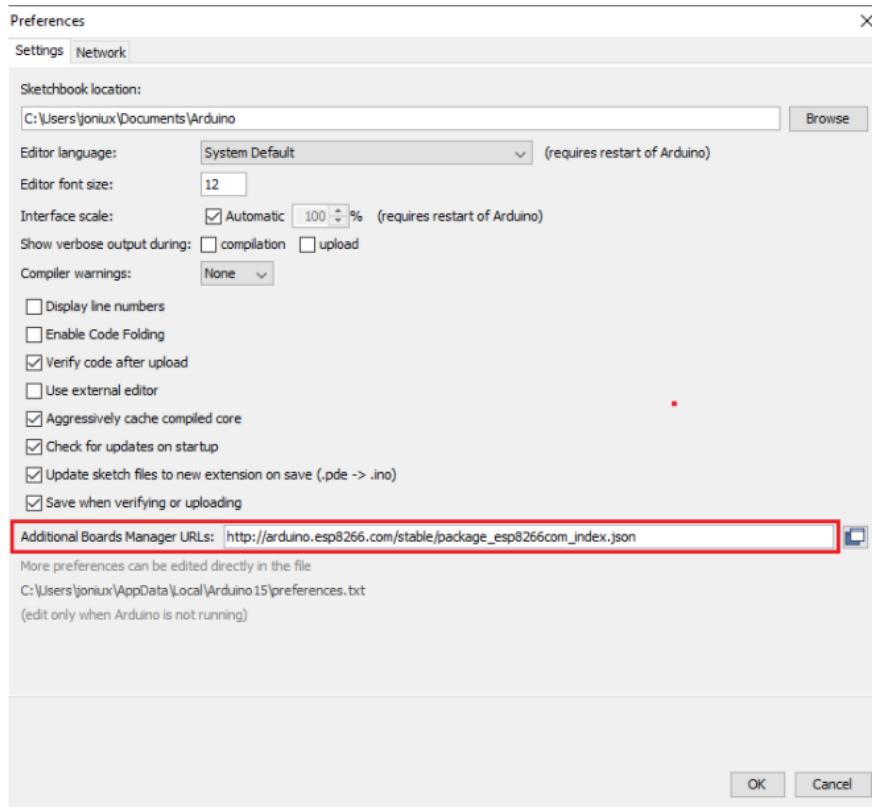 Preferences
Settings Network
Sketchbook location:
C:\Users\joniux\Documents\Arduino Browse
Editor language: System Default (requires restart of Arduino)
Editor font size: 12
Interface scale: Automatic 100 % (requires restart of Arduino)
Show verbose output during: compilation upload
Compiler warnings: None
Display line numbers
Enable Code Folding
Verify code after upload
Use external editor
Aggressively cache compiled core
Check for updates on startup
Update sketch files to new extension on save (.pde -> .ino)
Save when verifying or uploading
Additional Boards Manager URLs: http://arduino.esp8266.com/stable/package_esp8266com_index.json
More preferences can be edited directly in the file
C:\Users\joniux\AppData\Local\Arduino15\preferences.txt
(edit only when Arduino is not running)
OK Cancel